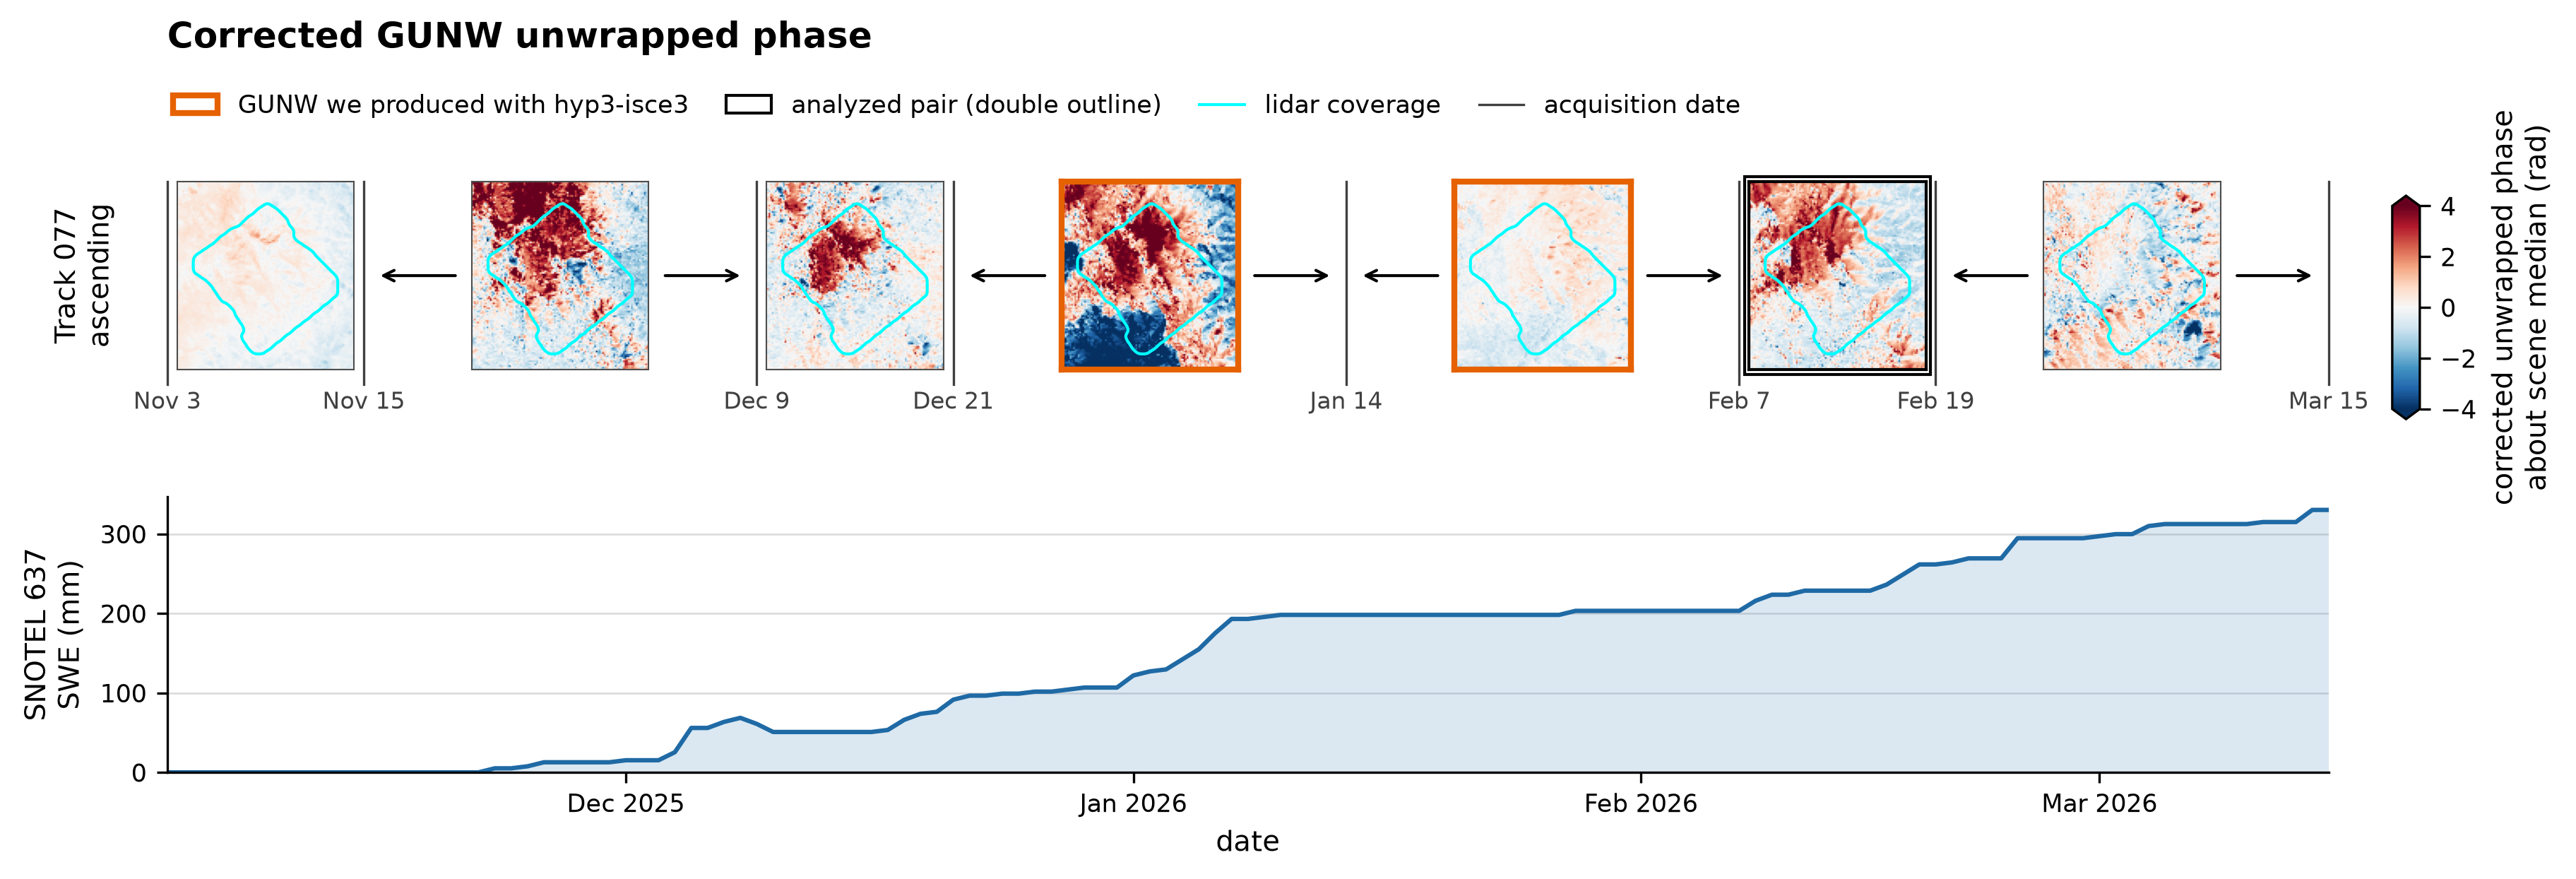 Corrected GUNW unwrapped phase
GUNW we produced with hyp3-isce3
analyzed pair (double outline)
lidar coverage
acquisition date
Track 077
ascending
Nov 3
Nov 15
Dec 9
Dec 21
Jan 14
Feb 7
Feb 19
Mar 15
4
2
0
−2
−4
corrected unwrapped phase
about scene median (rad)
SNOTEL 637
SWE (mm)
300
200
100
0
Dec 2025
Jan 2026
Feb 2026
Mar 2026
date